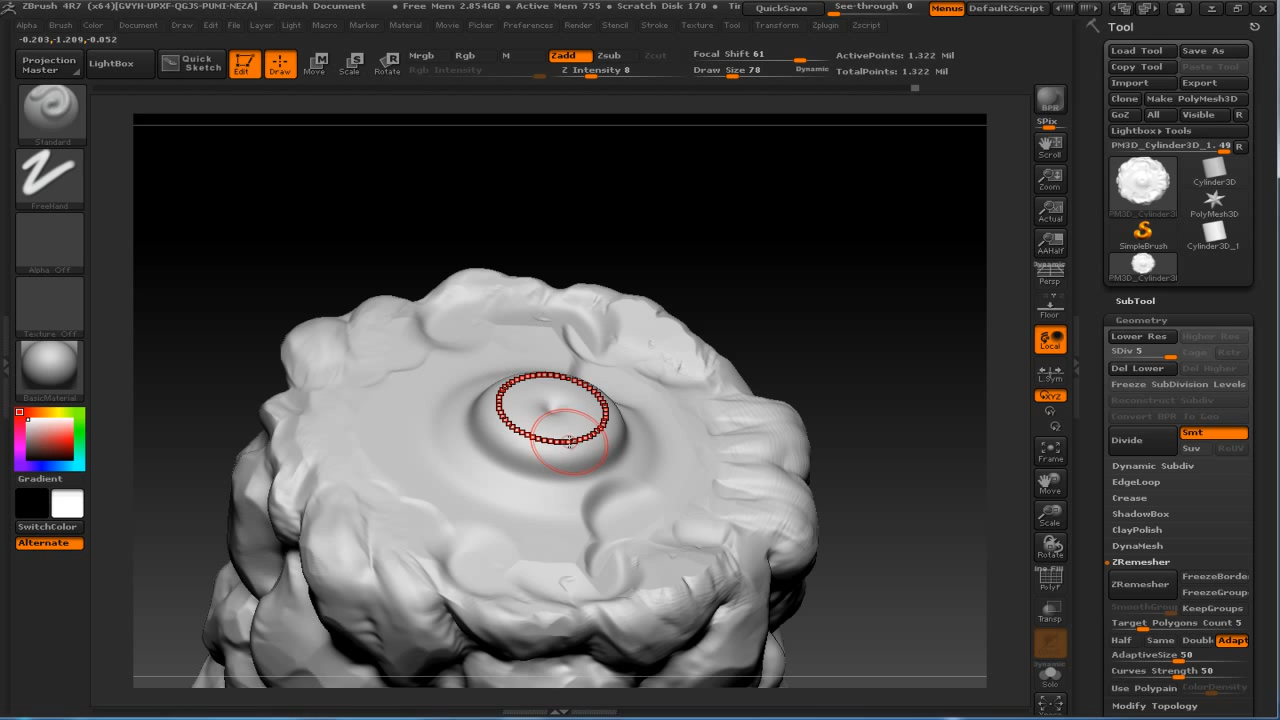 ZBrush 4R7 (x64)[GVYH-UPXF-QGJS-PUMI-NEZA] ZBrush Document • Free Mem 2.854GB • Active Mem 755 • Scratch Disk 170 • QuickSave See-through 0 Menus DefaultZScript
Alpha Brush Color Document Draw Edit File Layer Light Macro Marker Material Movie Picker Preferences Render Stencil Stroke Texture Tool Transform Zplugin Zscript
-0.203,-1.209,-0.052
Projection Master
LightBox
Quick Sketch
Edit
Draw
Move
Scale
Rotate
Mrgb Rgb M
Rgb Intensity
Zadd Zsub Zcut
Z Intensity 8
Focal Shift 61
Draw Size 78 Dynamic
ActivePoints: 1.322 Mil
TotalPoints: 1.322 Mil
Standard
FreeHand
Alpha Off
Texture Off
BasicMaterial
Gradient
SwitchColor
Alternate
BPR
SPix
Scroll
Zoom
Actual
AAHalf
Dynamic
Persp
Floor
Local
L.Sym
XYZ
Y
Z
Frame
Move
Scale
Rotate
PolyF
Transp
Dynamic
Solo
Tool
Load Tool Save As
Copy Tool Paste Tool
Import Export
Clone Make PolyMesh3D
GoZ All Visible R
Lightbox▸Tools
PM3D_Cylinder3D_1. 49 R
Cylinder3D
PolyMesh3D
SimpleBrush Cylinder3D_1
SubTool
Geometry
Lower Res Higher Res
SDiv 5 Cage Rstr
Del Lower Del Higher
Freeze SubDivision Levels
Reconstruct Subdiv
Convert BPR To Geo
Divide Smt
Suv RelUV
Dynamic Subdiv
EdgeLoop
Crease
ShadowBox
ClayPolish
DynaMesh
ZRemesher
ZRemesher FreezeBorde
FreezeGroup
SmoothGrou KeepGroups
Target Polygons Count 5
Half Same Double Adapt
AdaptiveSize 50
Curves Strength 50
Use Polypain ColorDensity
Modify Topology